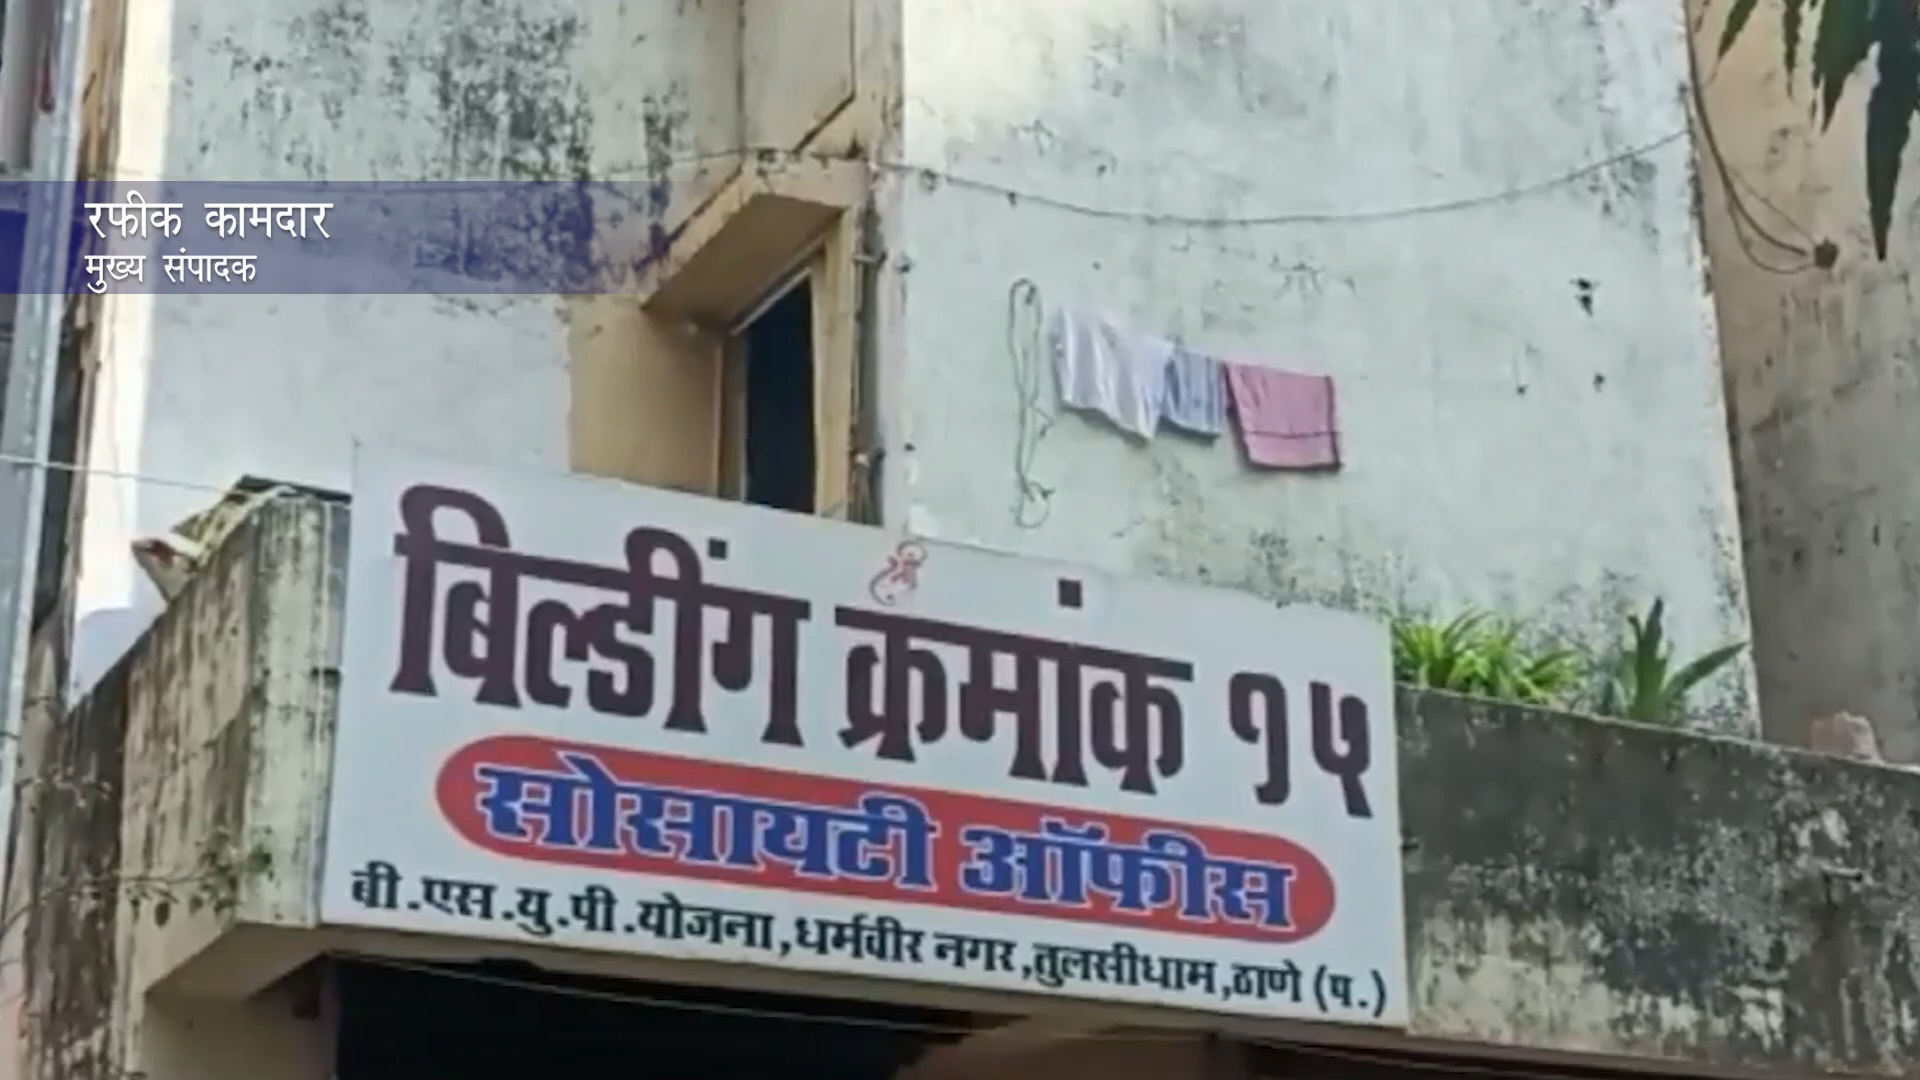 रफीक कामदार
मुख्य संपादक
बिल्डींग क्रमांक १५
सोसायटी ऑफीस
बी.एस.यु.पी.योजना,धर्मवीर नगर,तुलसीधाम,ठाणे (प.)